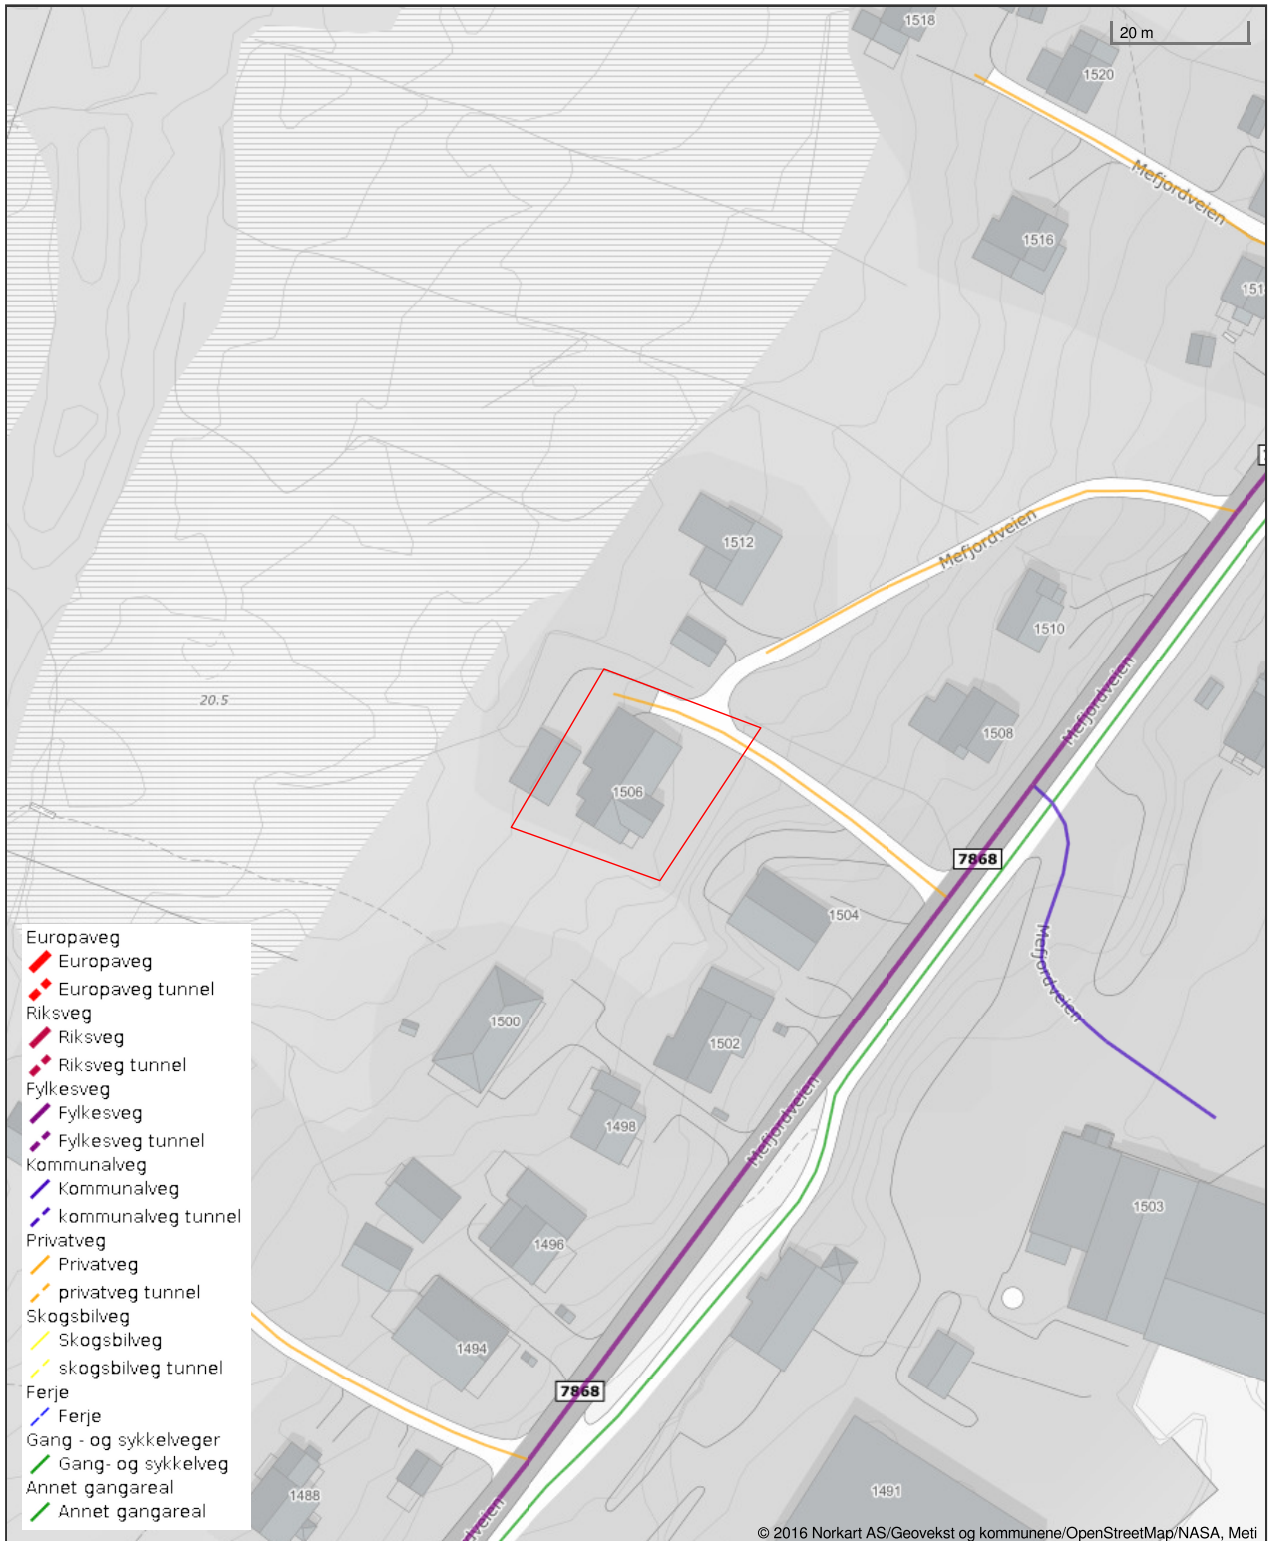 1518
20 m
1520
Mefjordveien
1516
151
1512
Mefjordveien
1510
20.5
Mefjordveien
1508
1506
7868
1504
Mefjordveien
1500
1502
Mefjordveien
1498
1503
1496
1494
7868
1488
1491
dveien
Europaveg
Europaveg
Europaveg tunnel
Riksveg
Riksveg
Riksveg tunnel
Fylkesveg
Fylkesveg
Fylkesveg tunnel
Kommunalveg
Kommunalveg
kommunalveg tunnel
Privatveg
Privatveg
privatveg tunnel
Skogsbilveg
Skogsbilveg
skogsbilveg tunnel
Ferje
Ferje
Gang - og sykkelveger
Gang- og sykkelveg
Annet gangareal
Annet gangareal
© 2016 Norkart AS/Geovekst og kommunene/OpenStreetMap/NASA, Meti